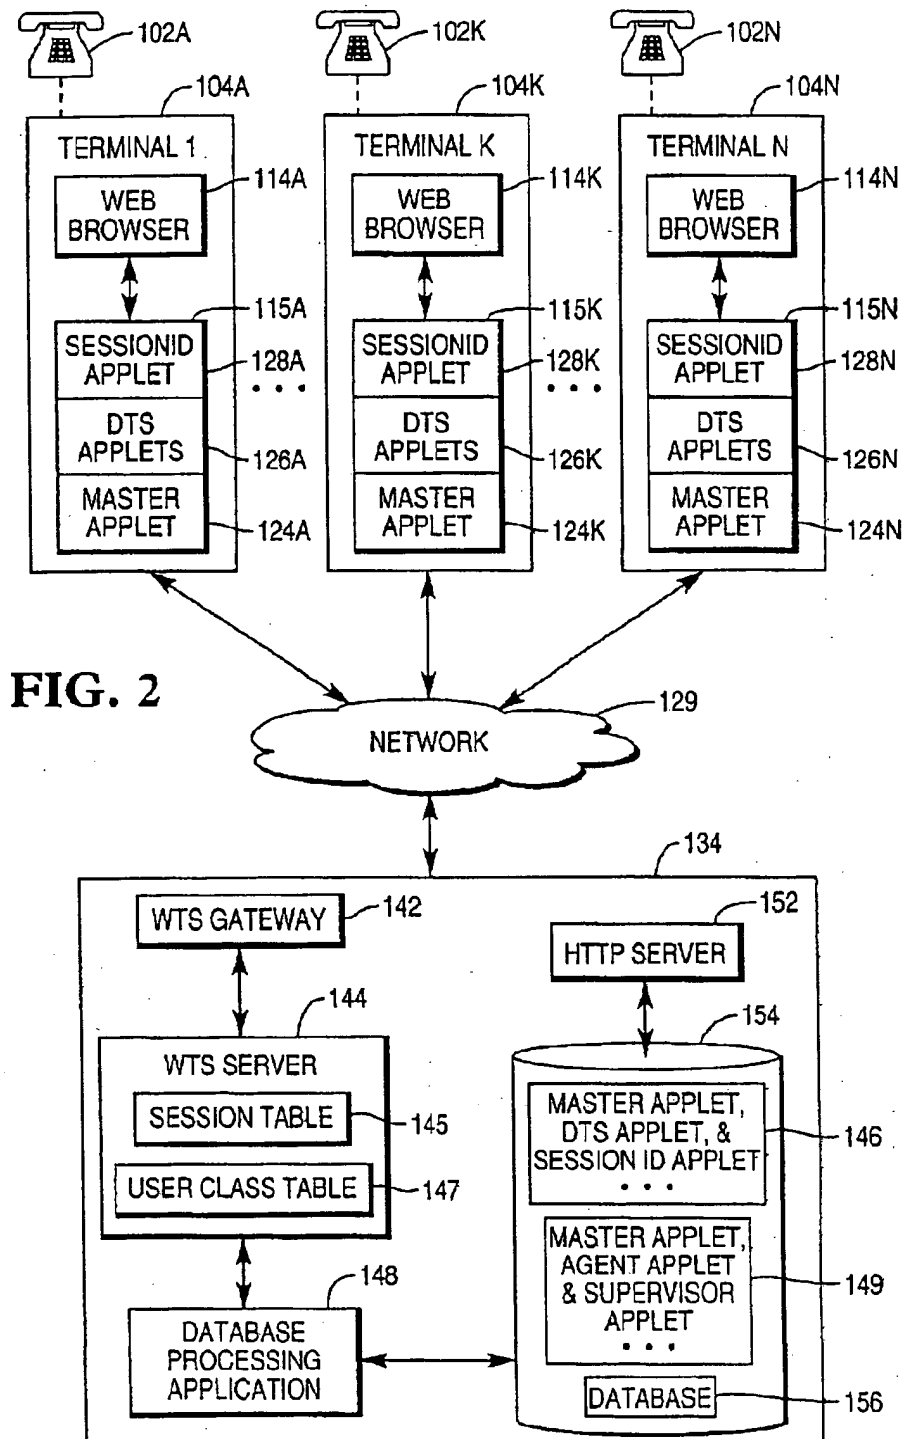 102A 102K 102N
104A 104K 104N
TERMINAL 1 TERMINAL K TERMINAL N
114A 114K 114N
WEB BROWSER WEB BROWSER WEB BROWSER
115A 115K 115N
SESSIONID APPLET SESSIONID APPLET SESSIONID APPLET
128A 128K 128N
• • • • • •
DTS APPLETS DTS APPLETS DTS APPLETS
126A 126K 126N
MASTER APPLET MASTER APPLET MASTER APPLET
124A 124K 124N
FIG. 2
129
NETWORK
134
WTS GATEWAY 142
152
HTTP SERVER
144
154
WTS SERVER
SESSION TABLE
145
USER CLASS TABLE 147
MASTER APPLET,
DTS APPLET, &
SESSION ID APPLET
• • •
146
MASTER APPLET,
AGENT APPLET
& SUPERVISOR
APPLET
• • •
149
148
DATABASE
PROCESSING
APPLICATION
DATABASE 156